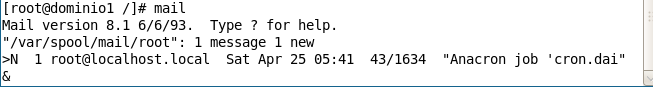 [root@dominio1 /]# mail
Mail version 8.1 6/6/93.  Type ? for help.
"/var/spool/mail/root": 1 message 1 new
>N  1 root@localhost.local  Sat Apr 25 05:41  43/1634  "Anacron job 'cron.dai"
&